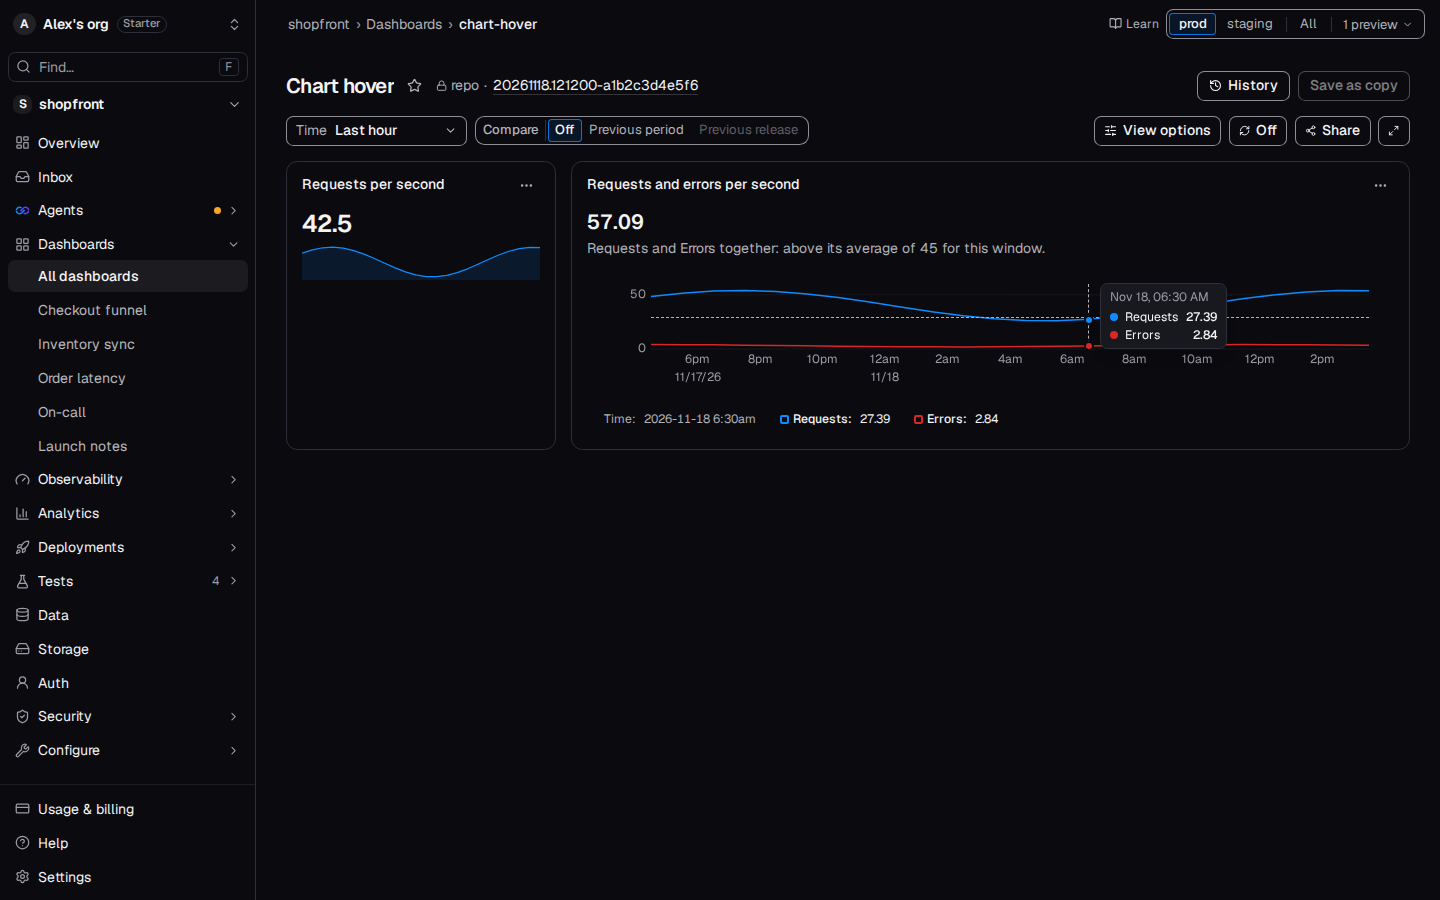 A Alex's org Starter
Find... F
S shopfront
Overview
Inbox
Agents
Dashboards
All dashboards
Checkout funnel
Inventory sync
Order latency
On-call
Launch notes
Observability
Analytics
Deployments
Tests 4
Data
Storage
Auth
Security
Configure
Usage & billing
Help
Settings
shopfront › Dashboards › chart-hover
Learn prod staging All 1 preview
Chart hover repo · 20261118.121200-a1b2c3d4e5f6
History Save as copy
Time Last hour Compare Off Previous period Previous release
View options Off Share
Requests per second
42.5
Requests and errors per second
57.09
Requests and Errors together: above its average of 45 for this window.
50
0
Nov 18, 06:30 AM
Requests 27.39
Errors 2.84
6pm 8pm 10pm 12am 2am 4am 6am 8am 10am 12pm 2pm
11/17/26 11/18
Time: 2026-11-18 6:30am Requests: 27.39 Errors: 2.84